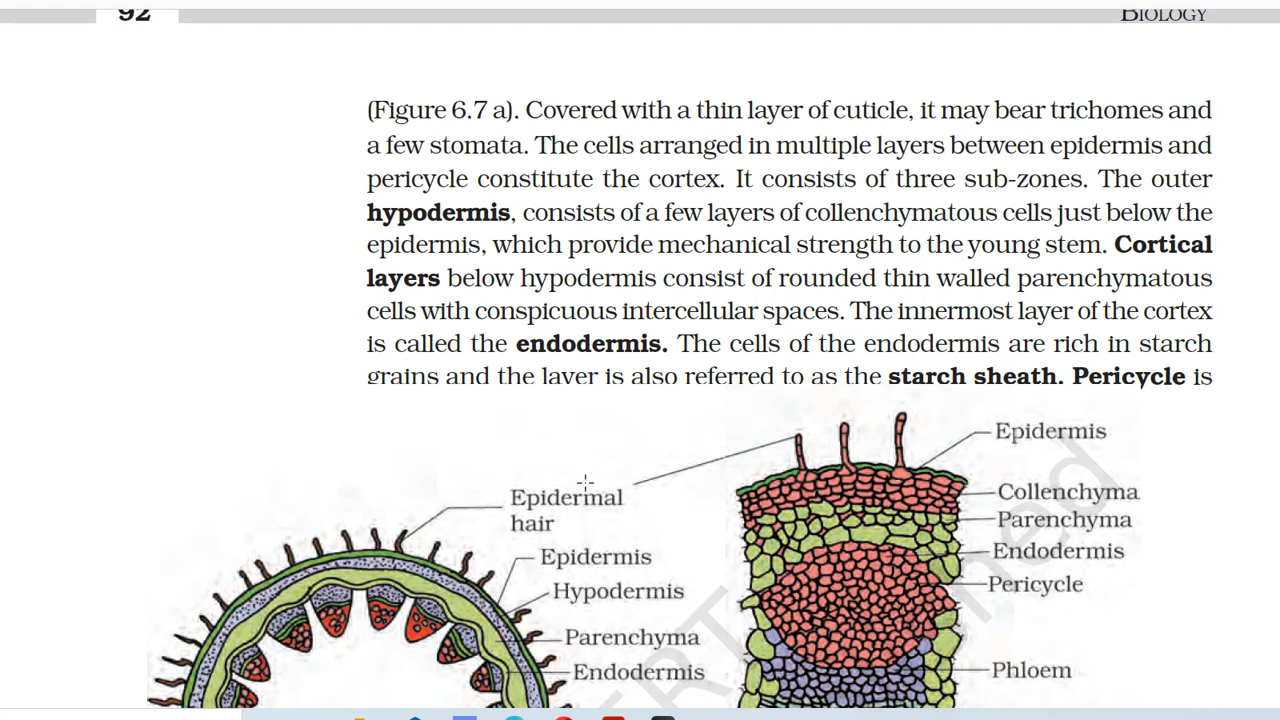 92
BIOLOGY
(Figure 6.7 a). Covered with a thin layer of cuticle, it may bear trichomes and
a few stomata. The cells arranged in multiple layers between epidermis and
pericycle constitute the cortex. It consists of three sub-zones. The outer
hypodermis, consists of a few layers of collenchymatous cells just below the
epidermis, which provide mechanical strength to the young stem. Cortical
layers below hypodermis consist of rounded thin walled parenchymatous
cells with conspicuous intercellular spaces. The innermost layer of the cortex
is called the endodermis. The cells of the endodermis are rich in starch
grains and the layer is also referred to as the starch sheath. Pericycle is
Epidermal
hair
Epidermis
Hypodermis
Parenchyma
Endodermis
Epidermis
Collenchyma
Parenchyma
Endodermis
Pericycle
Phloem